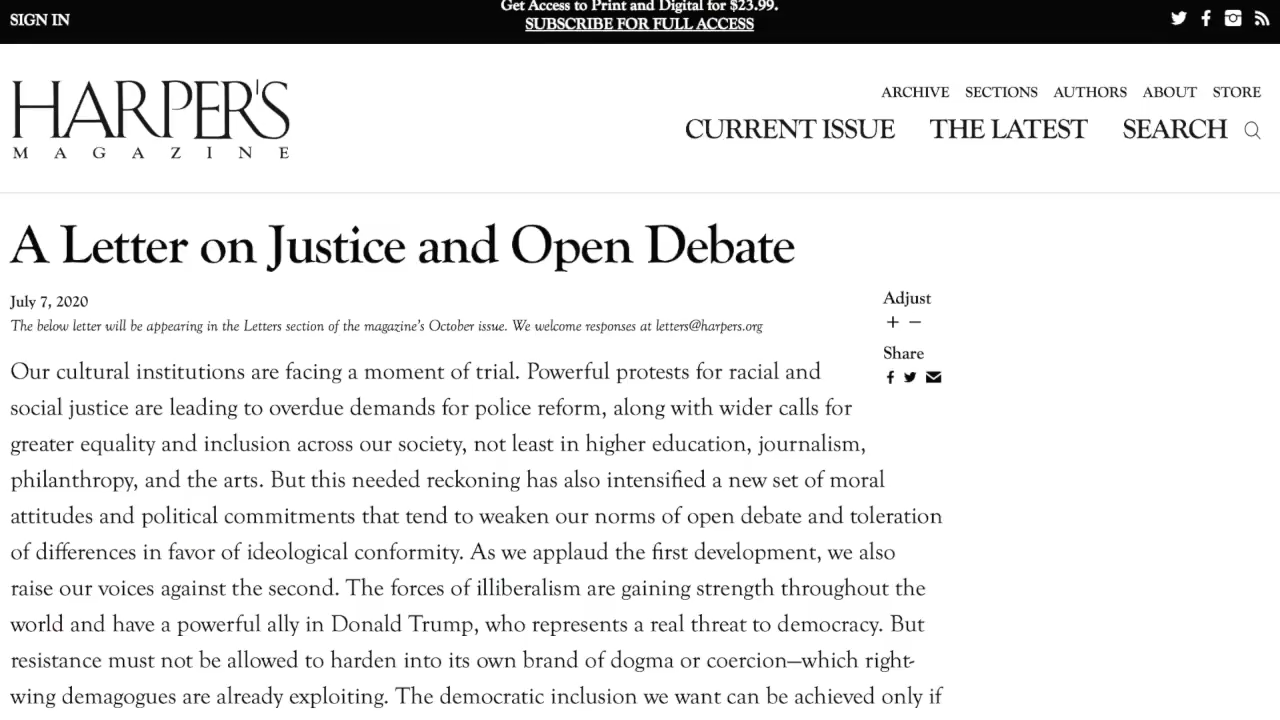 SIGN IN
Get Access to Print and Digital for $23.99.
SUBSCRIBE FOR FULL ACCESS
HARPER'S
MAGAZINE
ARCHIVE SECTIONS AUTHORS ABOUT STORE
CURRENT ISSUE THE LATEST SEARCH
A Letter on Justice and Open Debate
July 7, 2020
The below letter will be appearing in the Letters section of the magazine's October issue. We welcome responses at letters@harpers.org
Adjust
+ −
Share
Our cultural institutions are facing a moment of trial. Powerful protests for racial and
social justice are leading to overdue demands for police reform, along with wider calls for
greater equality and inclusion across our society, not least in higher education, journalism,
philanthropy, and the arts. But this needed reckoning has also intensified a new set of moral
attitudes and political commitments that tend to weaken our norms of open debate and toleration
of differences in favor of ideological conformity. As we applaud the first development, we also
raise our voices against the second. The forces of illiberalism are gaining strength throughout the
world and have a powerful ally in Donald Trump, who represents a real threat to democracy. But
resistance must not be allowed to harden into its own brand of dogma or coercion—which right-
wing demagogues are already exploiting. The democratic inclusion we want can be achieved only if